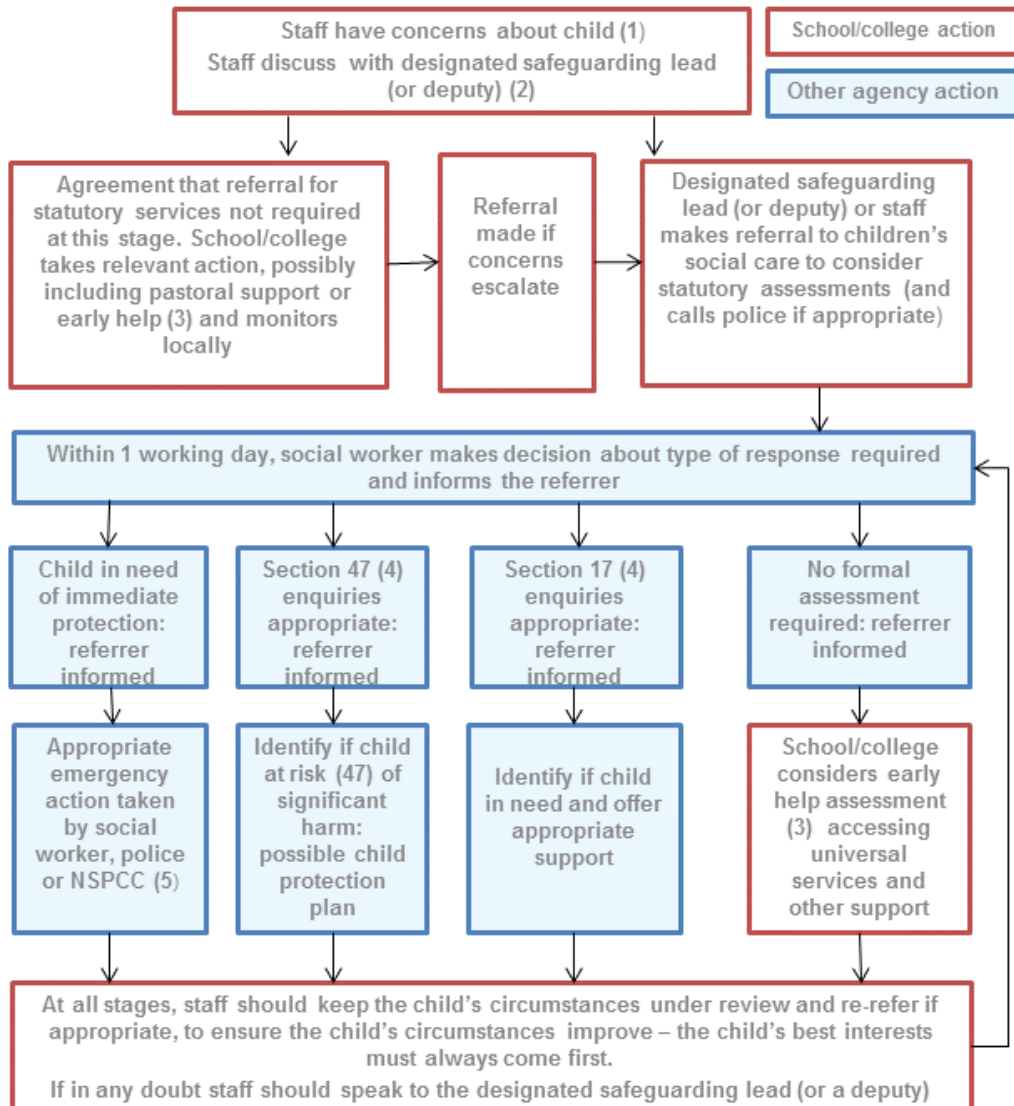 Staff have concerns about child (1)
Staff discuss with designated safeguarding lead
(or deputy) (2)
School/college action
Other agency action
Agreement that referral for
statutory services not required
at this stage. School/college
takes relevant action, possibly
including pastoral support or
early help (3) and monitors
locally
Referral
made if
concerns
escalate
Designated safeguarding
lead (or deputy) or staff
makes referral to children's
social care to consider
statutory assessments (and
calls police if appropriate)
Within 1 working day, social worker makes decision about type of response required
and informs the referrer
Child in need
of immediate
protection:
referrer
informed
Section 47 (4)
enquiries
appropriate:
referrer
informed
Section 17 (4)
enquiries
appropriate:
referrer
informed
No formal
assessment
required: referrer
informed
Appropriate
emergency
action taken
by social
worker, police
or NSPCC (5)
Identify if child
at risk (47) of
significant
harm:
possible child
protection
plan
Identify if child
in need and offer
appropriate
support
School/college
considers early
help assessment
(3) accessing
universal
services and
other support
At all stages, staff should keep the child's circumstances under review and re-refer if
appropriate, to ensure the child's circumstances improve – the child's best interests
must always come first.
If in any doubt staff should speak to the designated safeguarding lead (or a deputy)